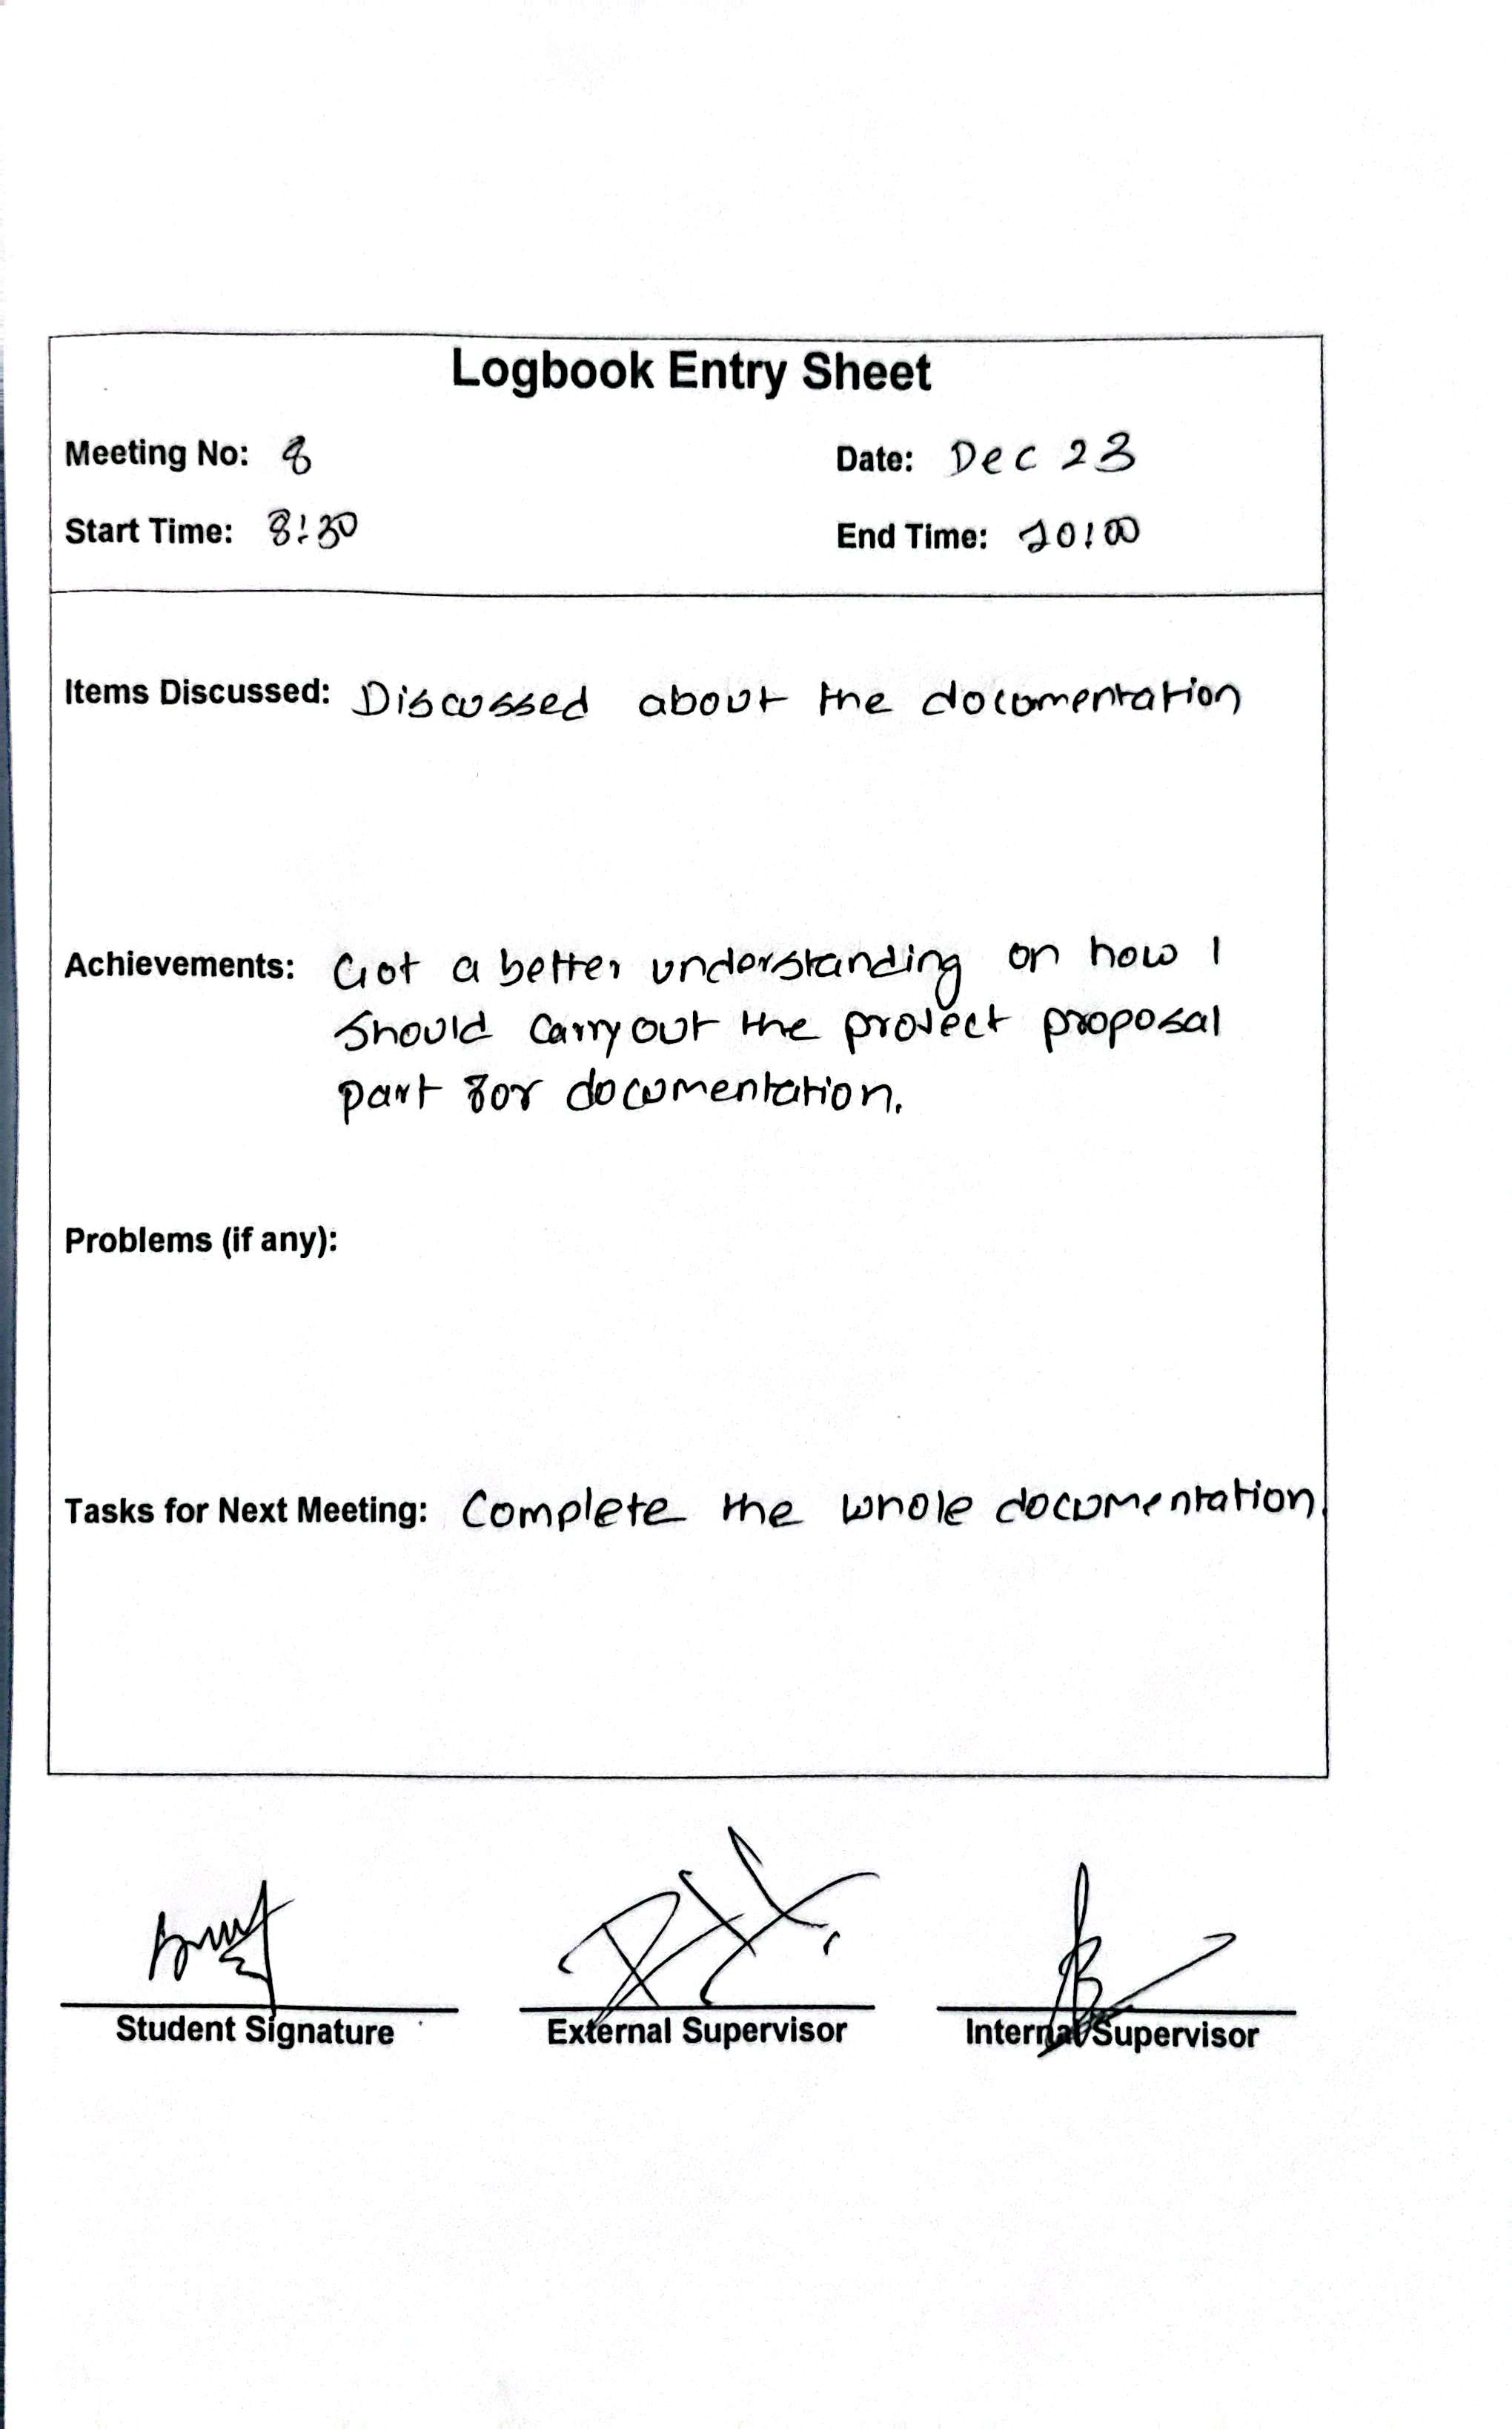 Logbook Entry Sheet
Meeting No: 8 Date: Dec 23
Start Time: 8:30 End Time: 10:00
Items Discussed: Discussed about the documentation
Achievements: Got a better understanding on how I
should carry out the project proposal
part for documentation.
Problems (if any):
Tasks for Next Meeting: Complete the whole documentation.
Student Signature External Supervisor Internal Supervisor